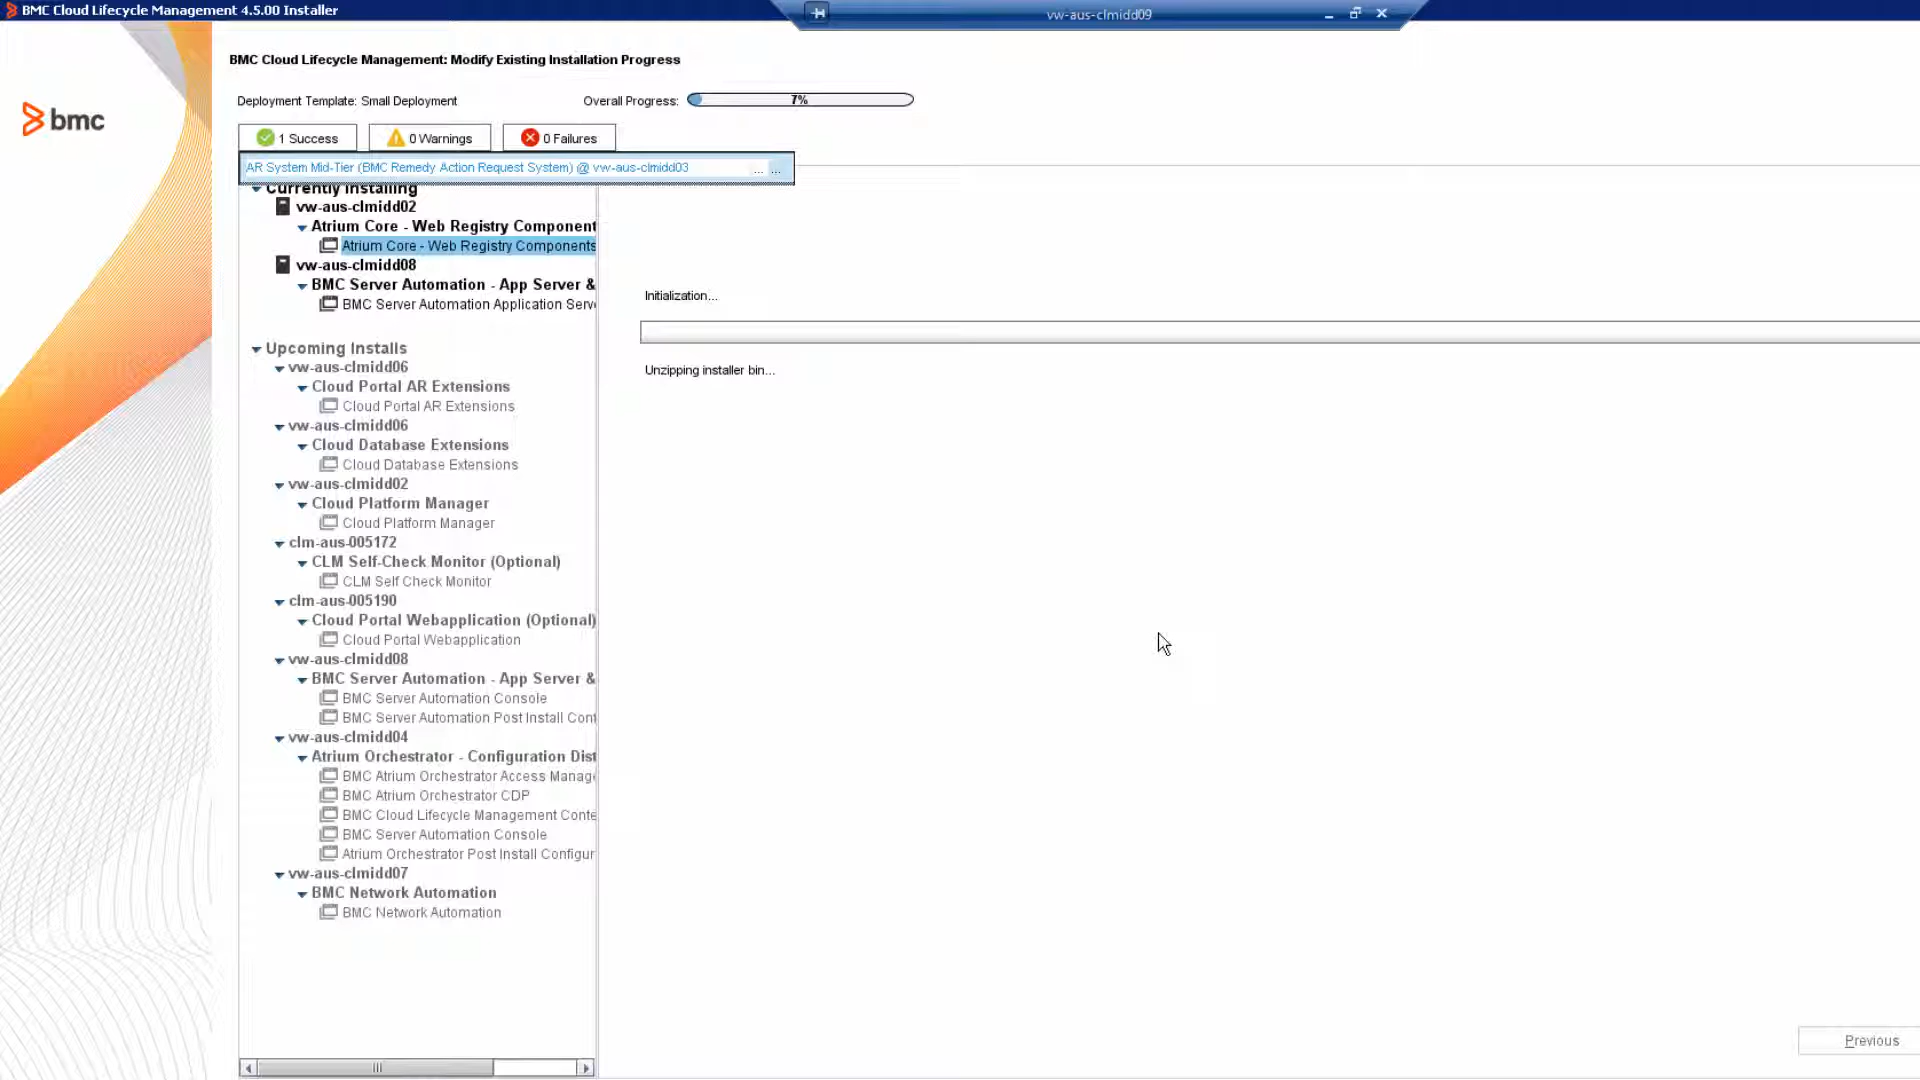 BMC Cloud Lifecycle Management 4.5.00 Installer
vw-aus-clmidd09
bmc
BMC Cloud Lifecycle Management: Modify Existing Installation Progress
Deployment Template: Small Deployment
Overall Progress: 7%
1 Success
0 Warnings
0 Failures
AR System Mid-Tier (BMC Remedy Action Request System) @ vw-aus-clmidd03 ... ...
Currently Installing
vw-aus-clmidd02
Atrium Core - Web Registry Component
Atrium Core - Web Registry Components
vw-aus-clmidd08
BMC Server Automation - App Server &
BMC Server Automation Application Serv
Upcoming Installs
vw-aus-clmidd06
Cloud Portal AR Extensions
Cloud Portal AR Extensions
vw-aus-clmidd06
Cloud Database Extensions
Cloud Database Extensions
vw-aus-clmidd02
Cloud Platform Manager
Cloud Platform Manager
clm-aus-005172
CLM Self-Check Monitor (Optional)
CLM Self Check Monitor
clm-aus-005190
Cloud Portal Webapplication (Optional)
Cloud Portal Webapplication
vw-aus-clmidd08
BMC Server Automation - App Server &
BMC Server Automation Console
BMC Server Automation Post Install Cont
vw-aus-clmidd04
Atrium Orchestrator - Configuration Dist
BMC Atrium Orchestrator Access Manage
BMC Atrium Orchestrator CDP
BMC Cloud Lifecycle Management Conte
BMC Server Automation Console
Atrium Orchestrator Post Install Configur
vw-aus-clmidd07
BMC Network Automation
BMC Network Automation
Initialization...
Unzipping installer bin...
Previous